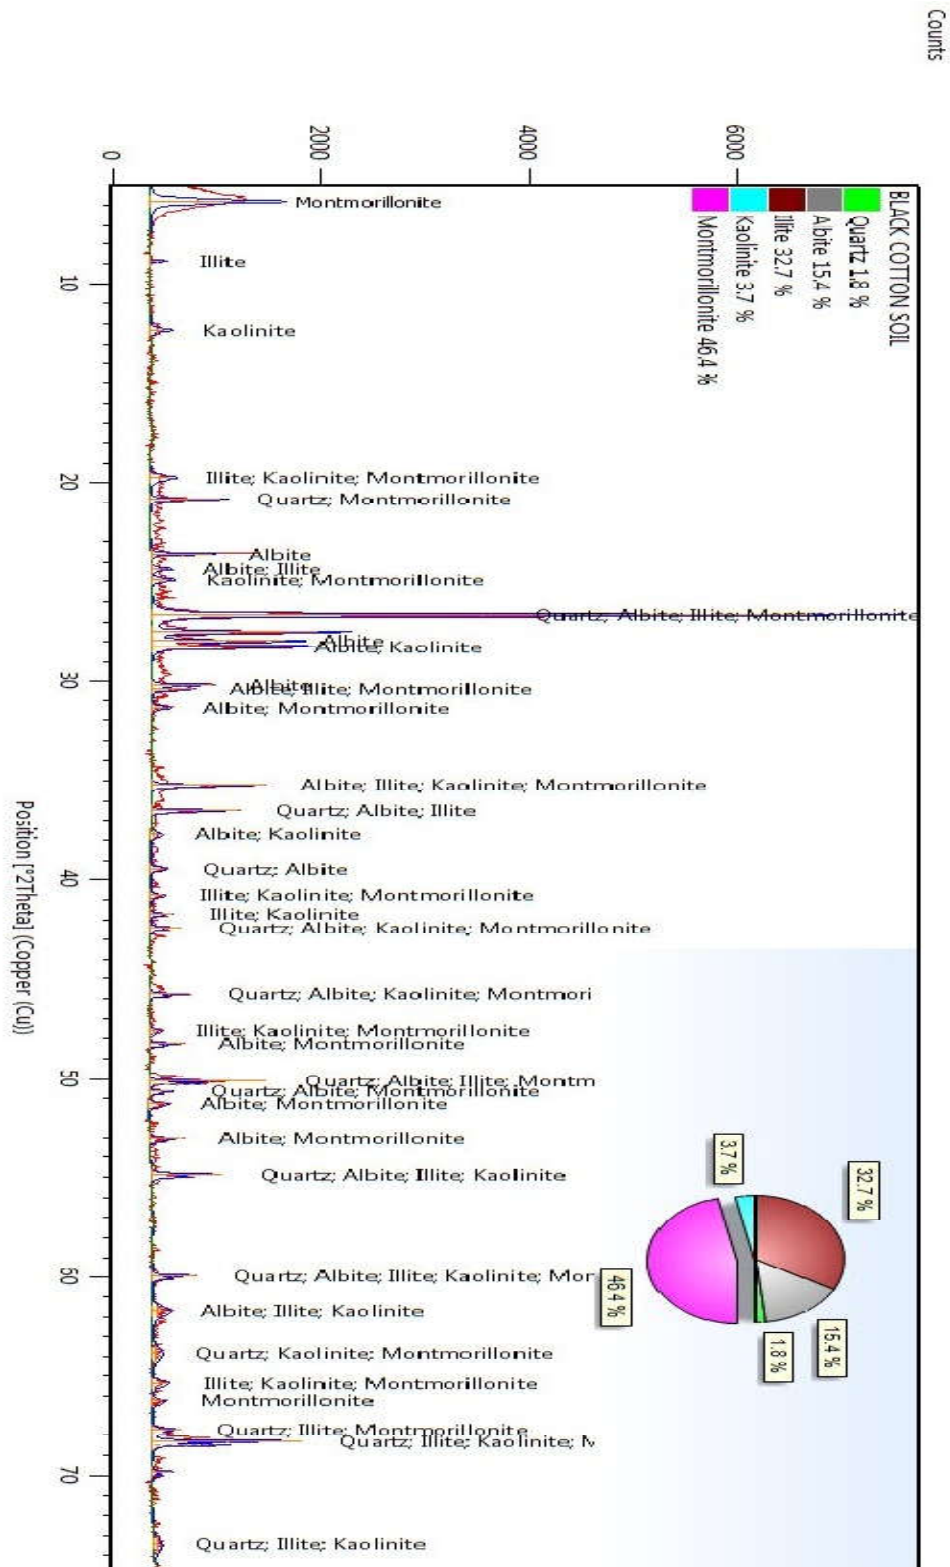 Counts
6000
4000
2000
0
BLACK COTTON SOIL
Quartz 1.8 %
Albite 15.4 %
Illite 32.7 %
Kaolinite 3.7 %
Montmorillonite 46.4 %
Montmorillonite
Illite
Kaolinite
Illite; Kaolinite; Montmorillonite
Quartz; Montmorillonite
Albite
Albite; Illite
Kaolinite; Montmorillonite
Quartz; Albite; Illite; Montmorillonite
Albite
Albite; Kaolinite
Albite
Albite; Illite; Montmorillonite
Albite; Montmorillonite
Albite; Illite; Kaolinite; Montmorillonite
Quartz; Albite; Illite
Albite; Kaolinite
Quartz; Albite
Illite; Kaolinite; Montmorillonite
Illite; Kaolinite
Quartz; Albite; Kaolinite; Montmorillonite
Quartz; Albite; Kaolinite; Montmori
Illite; Kaolinite; Montmorillonite
Albite; Montmorillonite
Quartz; Albite; Illite; Montm
Quartz; Albite; Montmorillonite
Albite; Montmorillonite
Albite; Montmorillonite
Quartz; Albite; Illite; Kaolinite
Quartz; Albite; Illite; Kaolinite; Mon
Albite; Illite; Kaolinite
Quartz; Kaolinite; Montmorillonite
Illite; Kaolinite; Montmorillonite
Montmorillonite
Quartz; Illite; Montmorillonite
Quartz; Illite; Kaolinite; M
Quartz; Illite; Kaolinite
32.7 %
15.4 %
1.8 %
3.7 %
46.4 %
10
20
30
40
50
60
70
Position [°2Theta] (Copper (Cu))